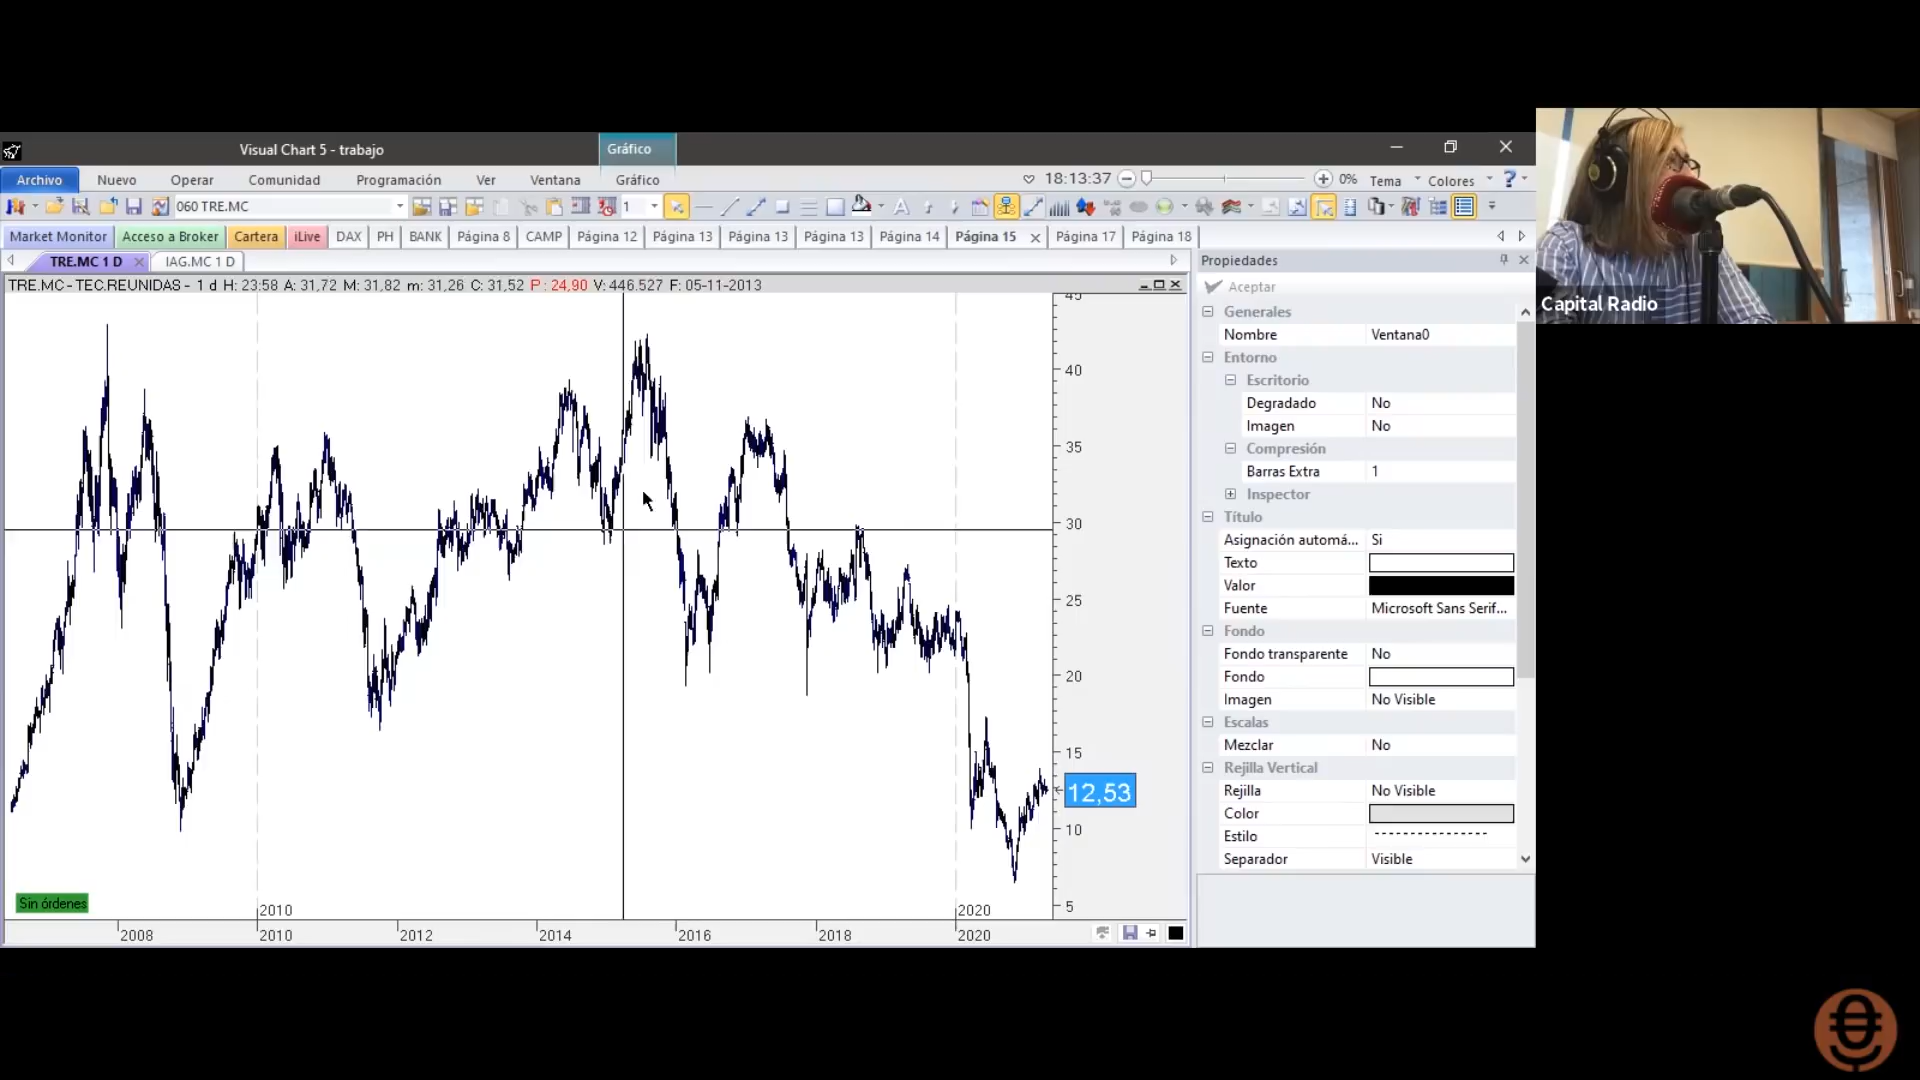 Visual Chart 5 - trabajo
Gráfico
Archivo Nuevo Operar Comunidad Programación Ver Ventana Gráfico 18:13:37 0% Tema Colores ?
060 TRE.MC 1
Market Monitor Acceso a Broker Cartera iLive DAX PH BANK Página 8 CAMP Página 12 Página 13 Página 13 Página 13 Página 14 Página 15 Página 17 Página 18
TRE.MC 1 D IAG.MC 1 D
TRE.MC - TEC.REUNIDAS - 1 d H: 23:58 A: 31,72 M: 31,82 m: 31,26 C: 31,52 P: 24,90 V: 446.527 F: 05-11-2013
45
40
35
30
25
20
15
12,53
10
5
Sin órdenes
2010 2020
2008 2010 2012 2014 2016 2018 2020
Propiedades
Aceptar
Generales
Nombre Ventana0
Entorno
Escritorio
Degradado No
Imagen No
Compresión
Barras Extra 1
Inspector
Título
Asignación automá... Si
Texto
Valor
Fuente Microsoft Sans Serif...
Fondo
Fondo transparente No
Fondo
Imagen No Visible
Escalas
Mezclar No
Rejilla Vertical
Rejilla No Visible
Color
Estilo
Separador Visible
Capital Radio